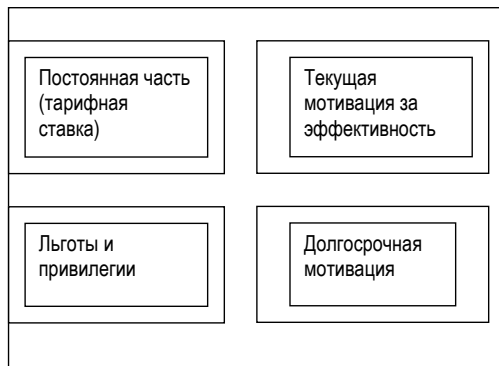 Постоянная часть
(тарифная
ставка)
Текущая
мотивация за
эффективность
Льготы и
привилегии
Долгосрочная
мотивация